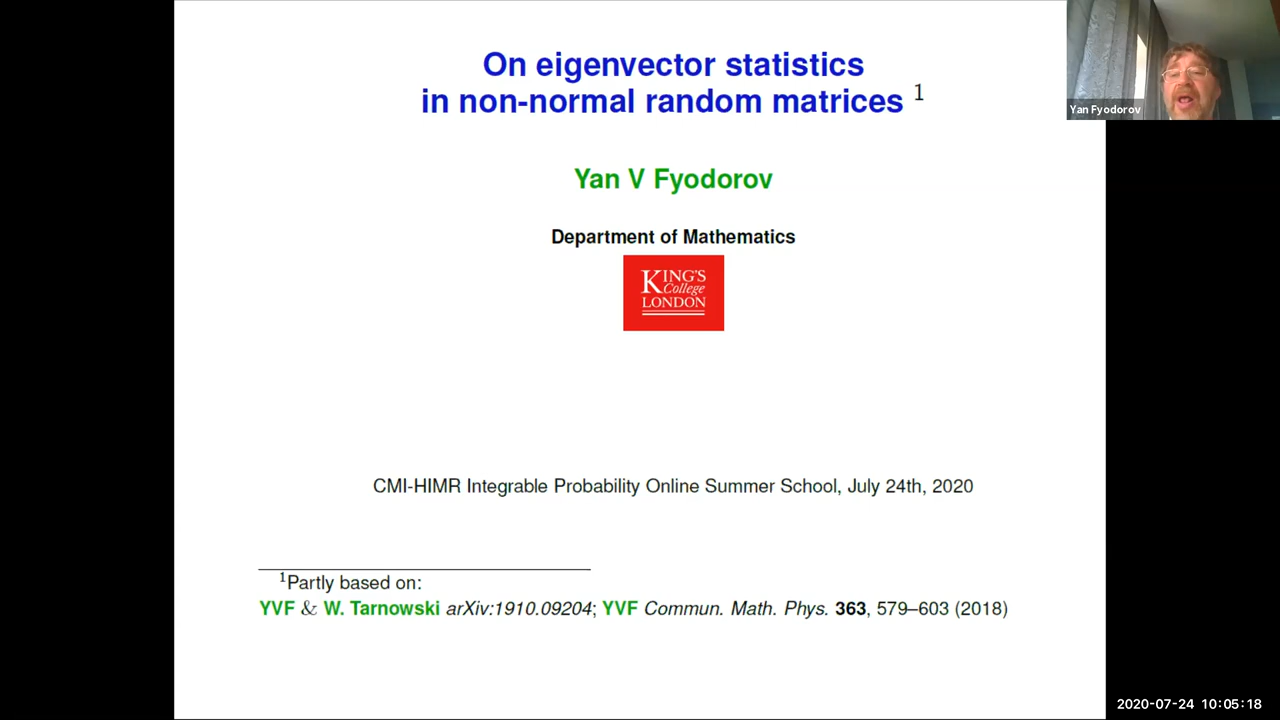 On eigenvector statistics
in non-normal random matrices 1
Yan V Fyodorov
Department of Mathematics
KING'S
College
LONDON
CMI-HIMR Integrable Probability Online Summer School, July 24th, 2020
1Partly based on:
YVF & W. Tarnowski arXiv:1910.09204; YVF Commun. Math. Phys. 363, 579–603 (2018)
Yan Fyodorov
2020-07-24 10:05:18